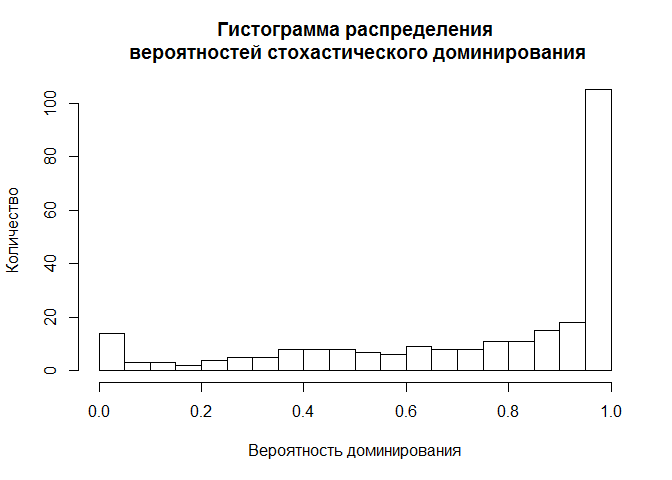 Гистограмма распределения
вероятностей стохастического доминирования
Количество
100
80
60
40
20
0
0.0 0.2 0.4 0.6 0.8 1.0
Вероятность доминирования